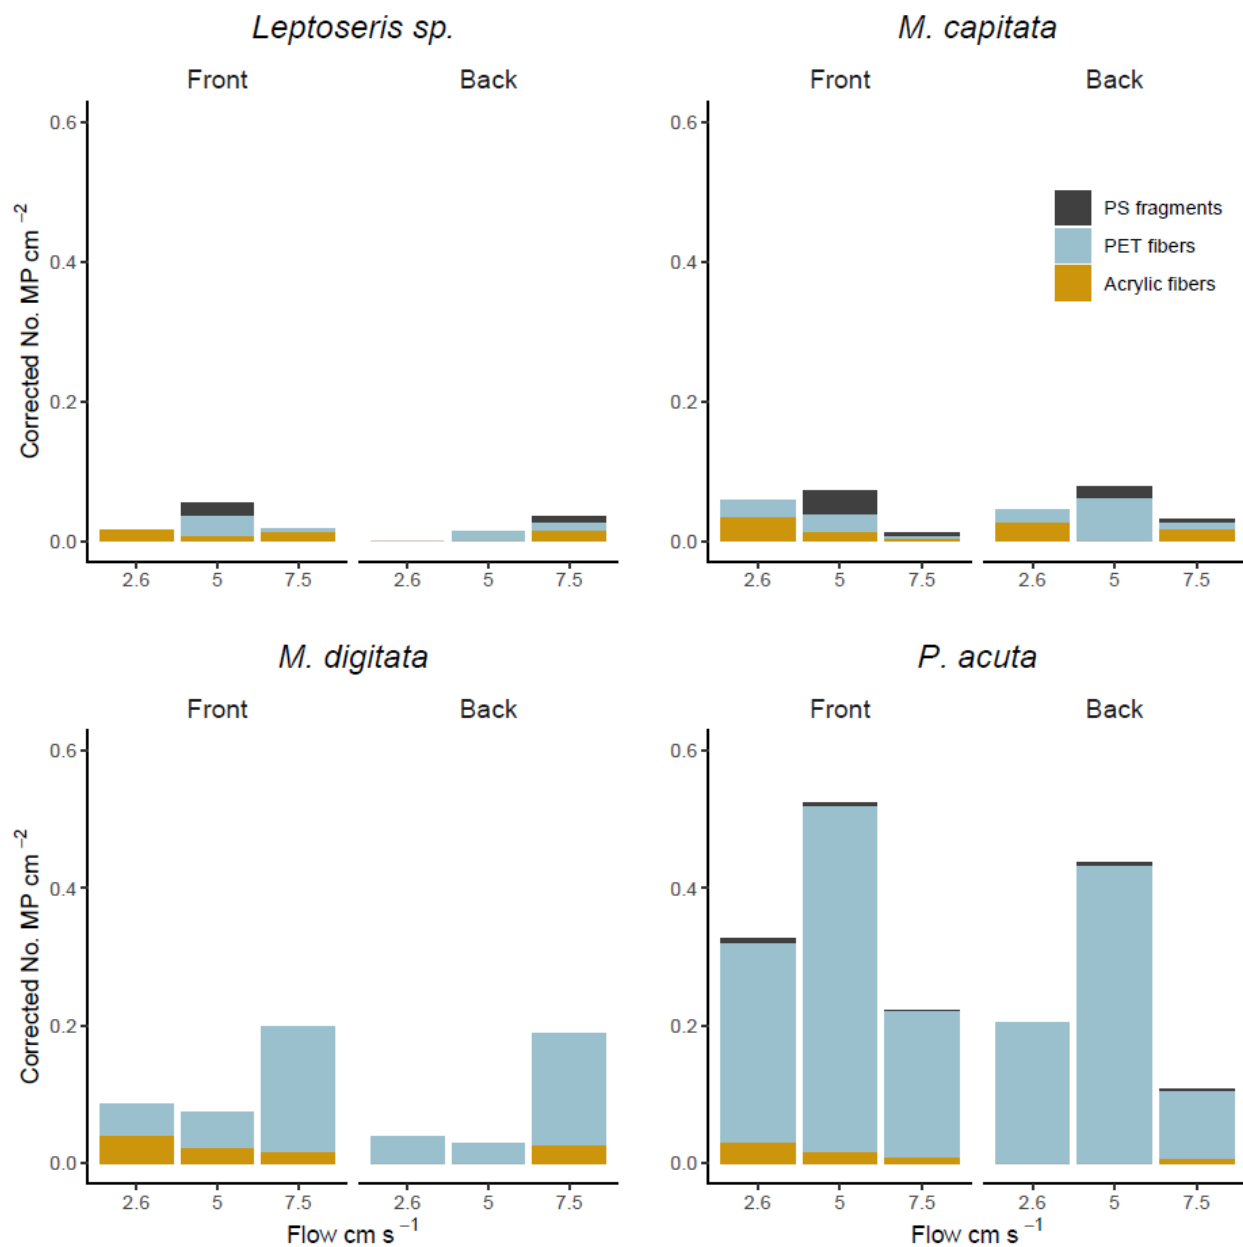 Leptoseris sp.
Front Back
0.6
0.4
0.2
0.0
2.6 5 7.5 2.6 5 7.5
Corrected No. MP cm −2
M. capitata
Front Back
0.6
0.4
0.2
0.0
2.6 5 7.5 2.6 5 7.5
PS fragments
PET fibers
Acrylic fibers
M. digitata
Front Back
0.6
0.4
0.2
0.0
2.6 5 7.5 2.6 5 7.5
Corrected No. MP cm −2
Flow cm s −1
P. acuta
Front Back
0.6
0.4
0.2
0.0
2.6 5 7.5 2.6 5 7.5
Flow cm s −1